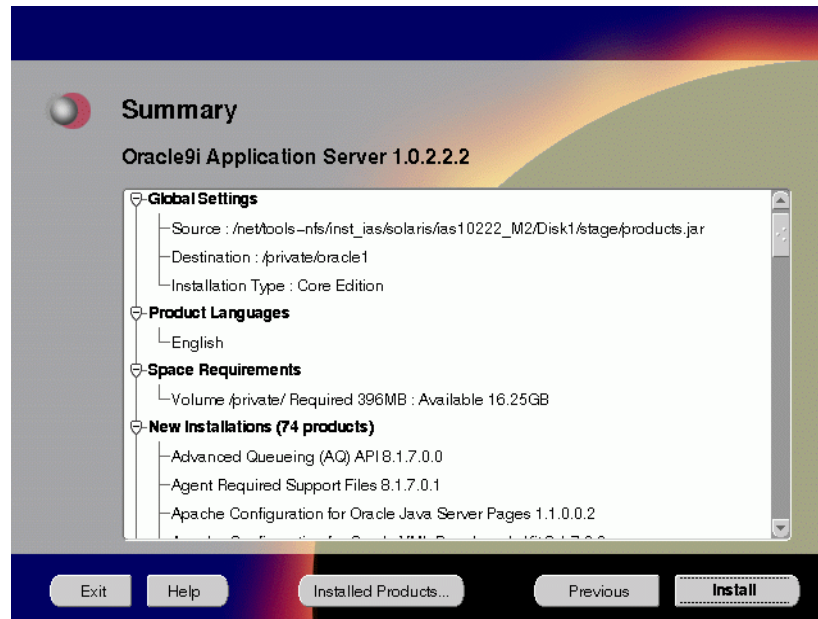 Summary
Oracle9i Application Server 1.0.2.2.2
Global Settings
Source : /net/tools-nfs/inst_ias/solaris/ias10222_M2/Disk1/stage/products.jar
Destination : /private/oracle1
Installation Type : Core Edition
Product Languages
English
Space Requirements
Volume /private/ Required 396MB : Available 16.25GB
New Installations (74 products)
Advanced Queueing (AQ) API 8.1.7.0.0
Agent Required Support Files 8.1.7.0.1
Apache Configuration for Oracle Java Server Pages 1.1.0.0.2
Exit Help Installed Products... Previous Install